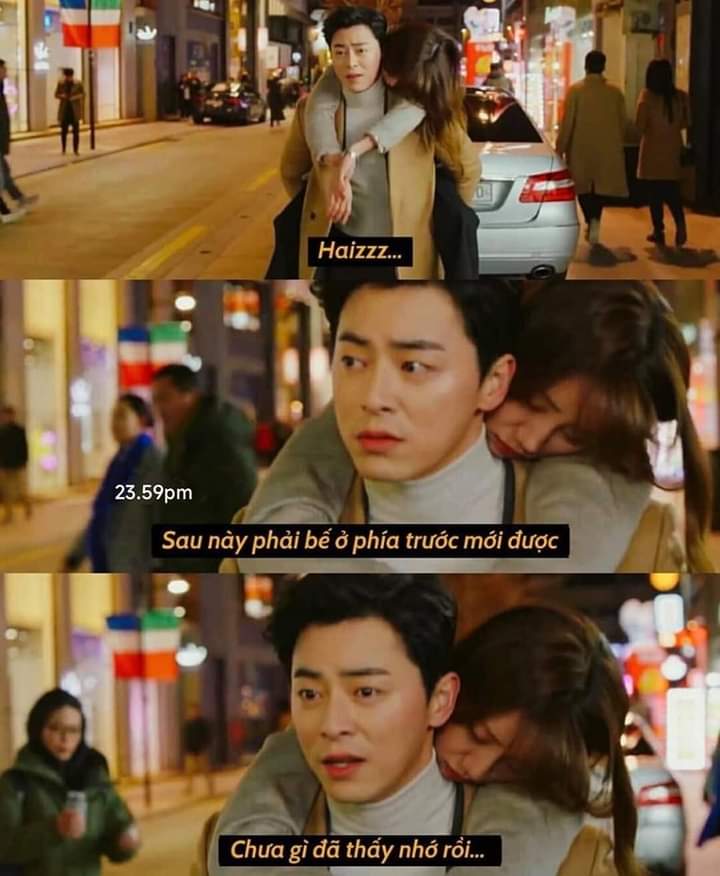 Haizzz...
23.59pm
Sau này phải bế ở phía trước mới được
Chưa gì đã thấy nhớ rồi...